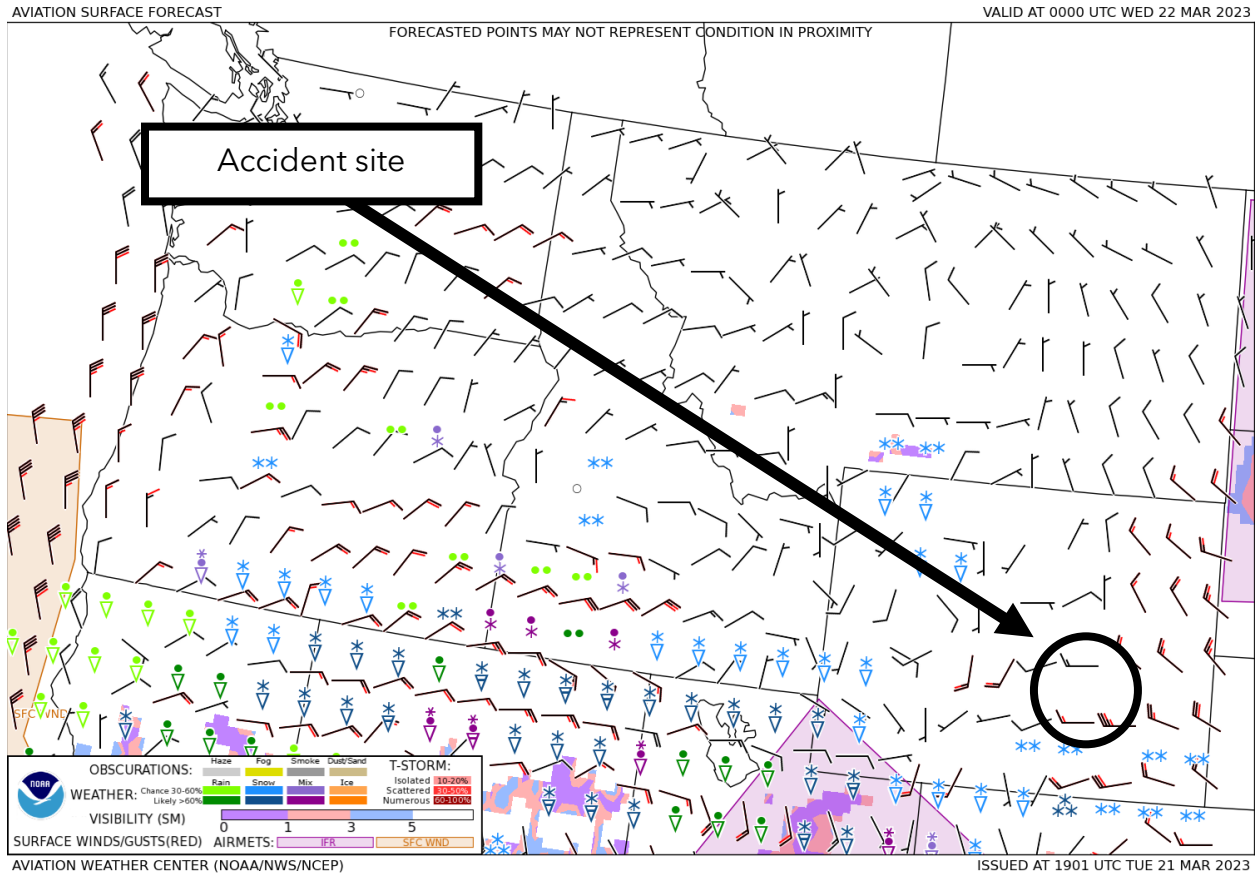 AVIATION SURFACE FORECAST
VALID AT 0000 UTC WED 22 MAR 2023
FORECASTED POINTS MAY NOT REPRESENT CONDITION IN PROXIMITY
Accident site
SFC WND
NOAA
OBSCURATIONS:
Haze Fog Smoke Dust/Sand
T-STORM:
WEATHER:
Rain Snow Mix Ice
Chance 30-60%
Likely >60%
Isolated 10-20%
Scattered 30-50%
Numerous 60-100%
VISIBILITY (SM)
0 1 3 5
SURFACE WINDS/GUSTS(RED) AIRMETS: IFR SFC WND
AVIATION WEATHER CENTER (NOAA/NWS/NCEP)
ISSUED AT 1901 UTC TUE 21 MAR 2023